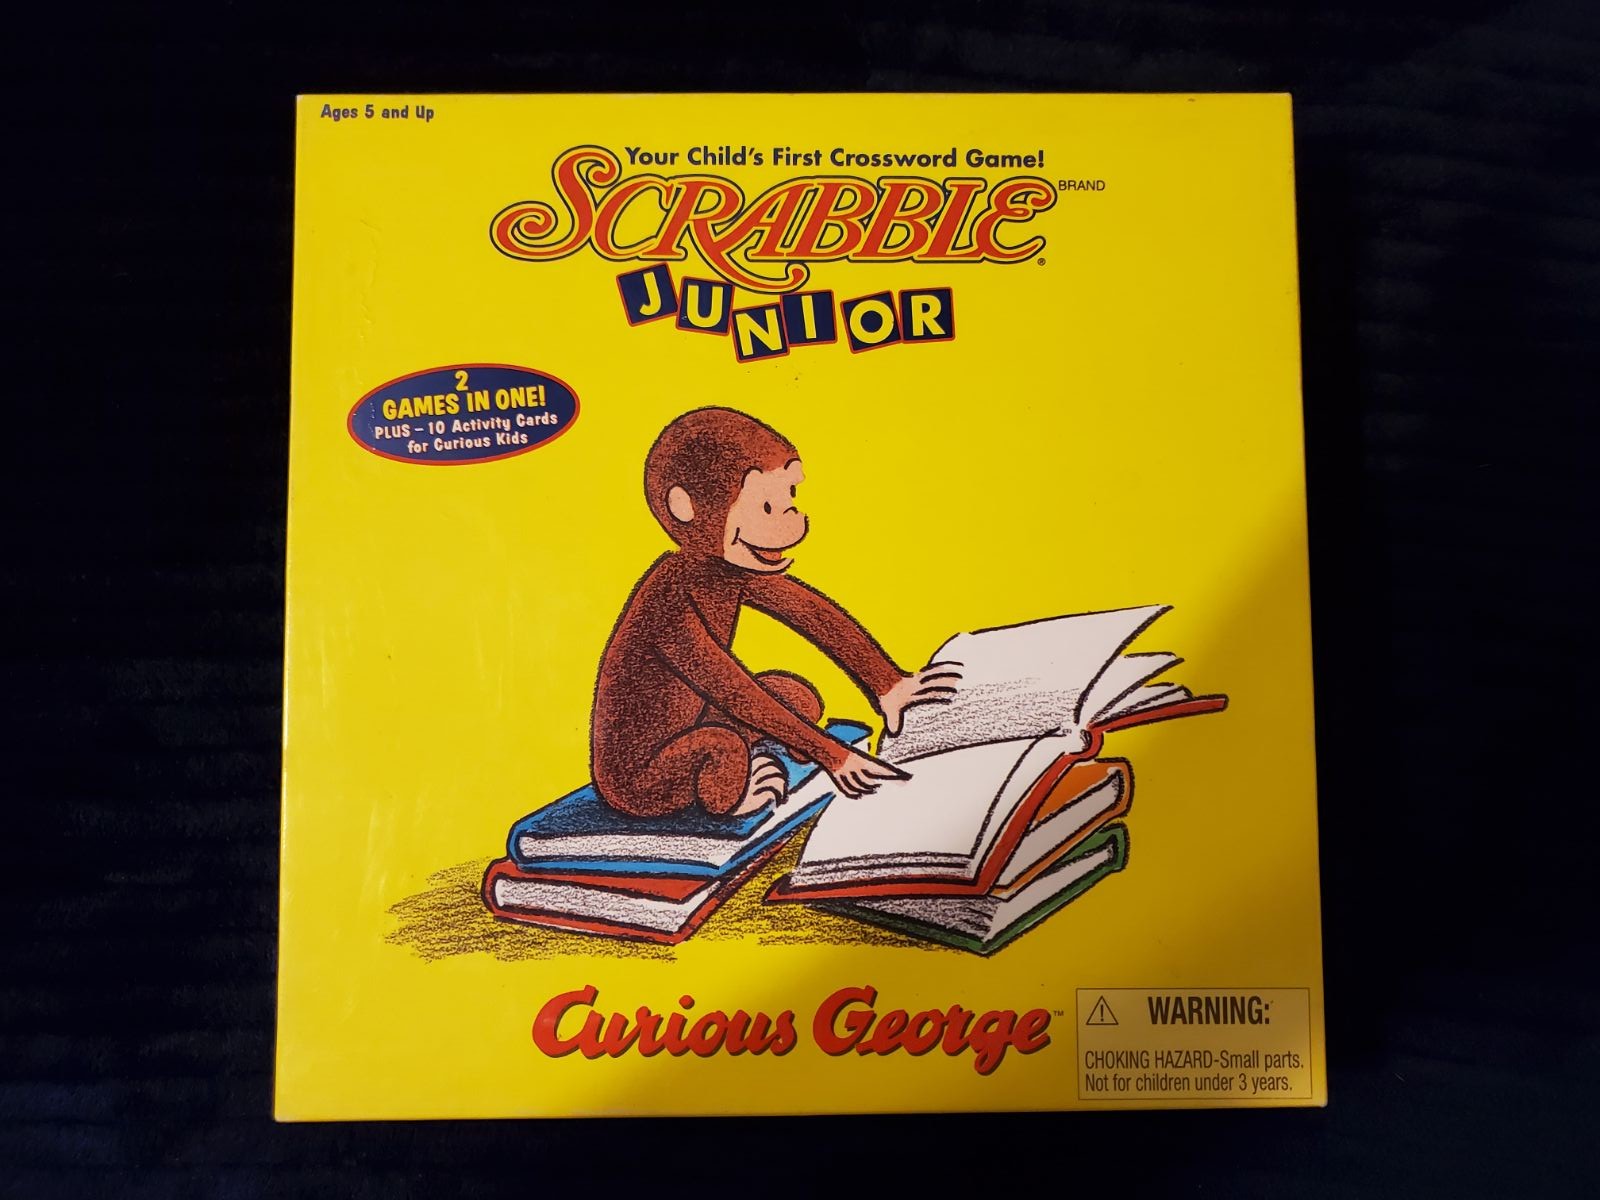 Ages 5 and Up
Your Child's First Crossword Game!
SCRABBLE BRAND
®
JUNIOR
2
GAMES IN ONE!
PLUS – 10 Activity Cards
for Curious Kids
Curious George™
⚠ WARNING:
CHOKING HAZARD-Small parts.
Not for children under 3 years.